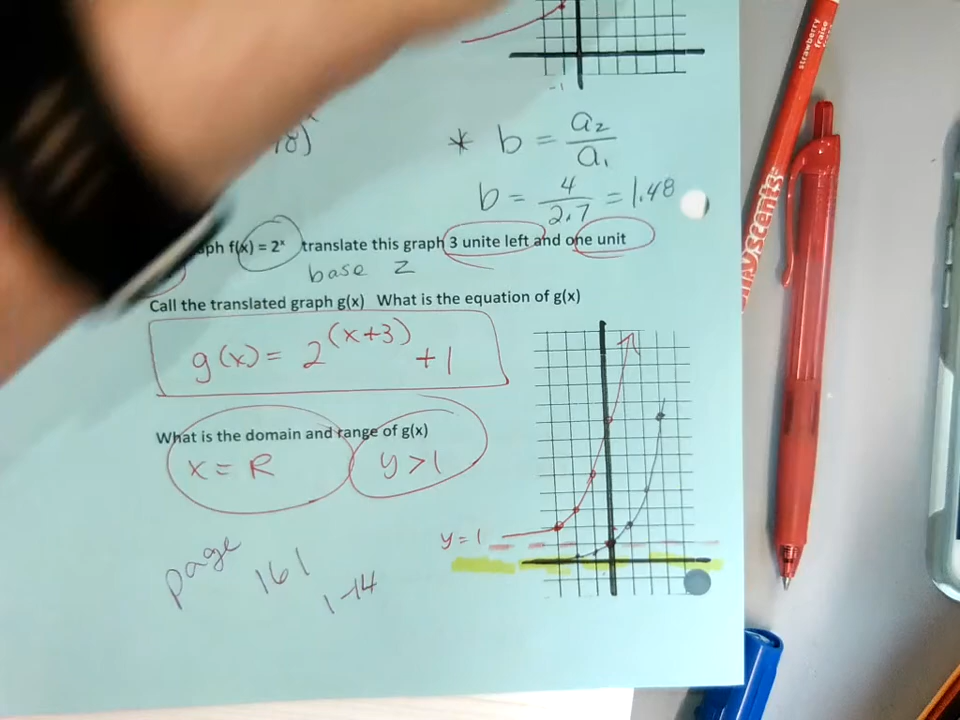 -1
* b = a₂/a₁
b = 4/2.7 = 1.48
f(x) = 2ˣ translate this graph 3 unite left and one unit
base 2
Call the translated graph g(x) What is the equation of g(x)
g(x) = 2^(x+3) + 1
What is the domain and range of g(x)
x = R y > 1
y = 1
page 161
1-14
strawberry
fraise
scents